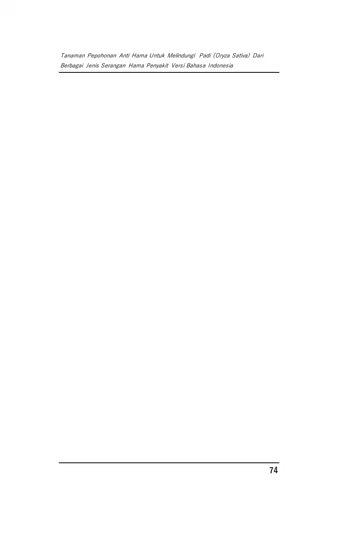 Tanaman Pepohonan Anti Hama Untuk Melindungi Padi (Oryza Sativa) Dari
Berbagai Jenis Serangan Hama Penyakit Versi Bahasa Indonesia
74